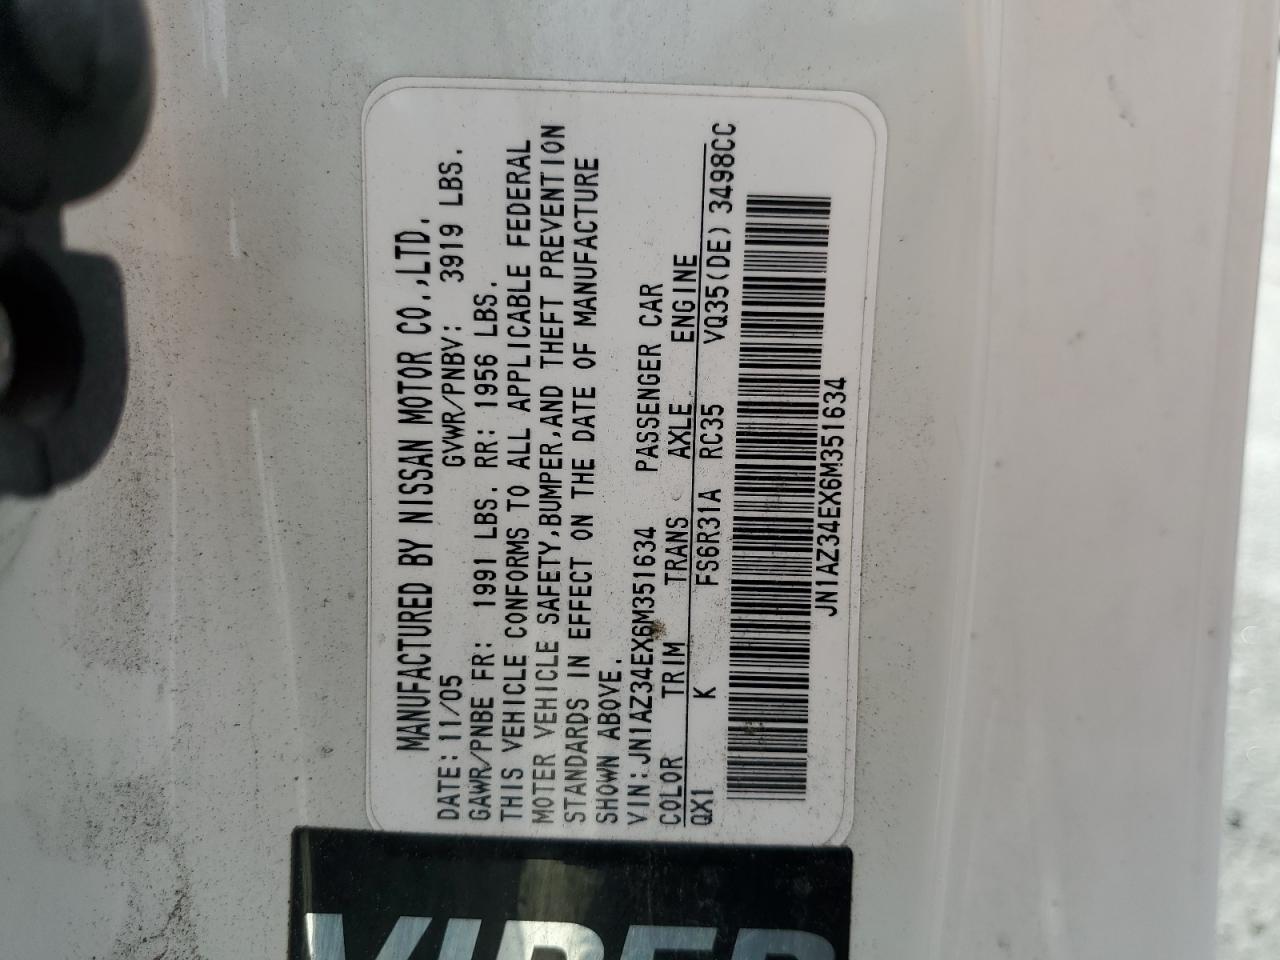 MANUFACTURED BY NISSAN MOTOR CO.,LTD.
DATE:11/05 GVWR/PNBV: 3919 LBS.
GAWR/PNBE FR: 1991 LBS. RR: 1956 LBS.
THIS VEHICLE CONFORMS TO ALL APPLICABLE FEDERAL
MOTER VEHICLE SAFETY,BUMPER,AND THEFT PREVENTION
STANDARDS IN EFFECT ON THE DATE OF MANUFACTURE
SHOWN ABOVE.
VIN:JN1AZ34EX6M351634 PASSENGER CAR
COLOR TRIM TRANS AXLE ENGINE
QX1 K FS6R31A RC35 VQ35(DE)3498CC
JN1AZ34EX6M351634
VIPER